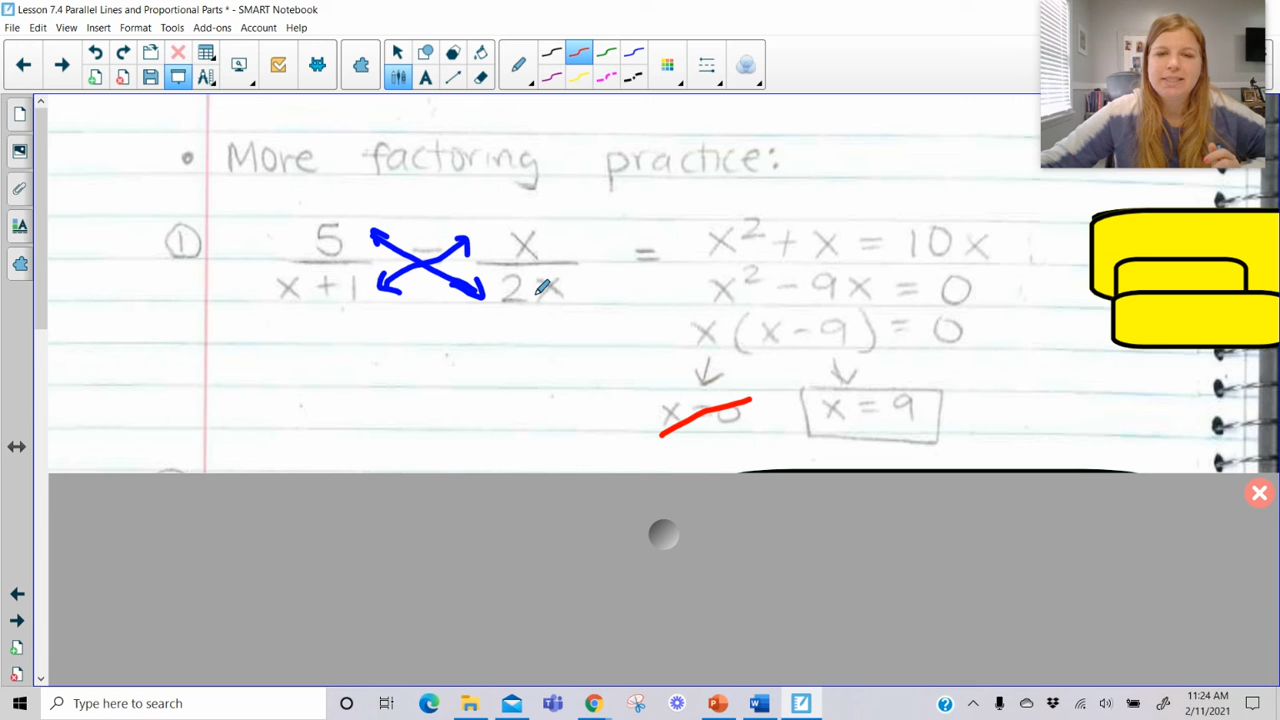 Lesson 7.4 Parallel Lines and Proportional Parts * - SMART Notebook
File Edit View Insert Format Tools Add-ons Account Help
• More factoring practice:
① 5/(x+1) = x/(2x) = x² + x = 10x
x² - 9x = 0
x(x-9) = 0
x=0 x = 9
Type here to search
11:24 AM
2/11/2021